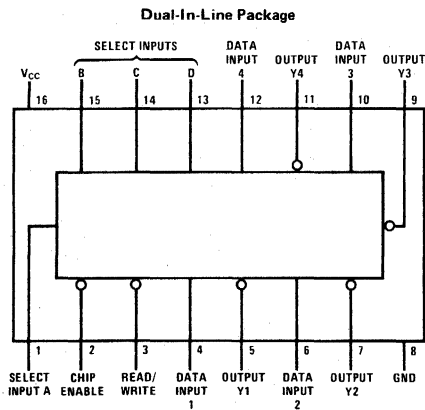 Dual-In-Line Package
SELECT INPUTS
DATA INPUT 4
OUTPUT Y4
DATA INPUT 3
OUTPUT Y3
VCC
B
C
D
16
15
14
13
12
11
10
9
1
2
3
4
5
6
7
8
SELECT INPUT A
CHIP ENABLE
READ/ WRITE
DATA INPUT 1
OUTPUT Y1
DATA INPUT 2
OUTPUT Y2
GND